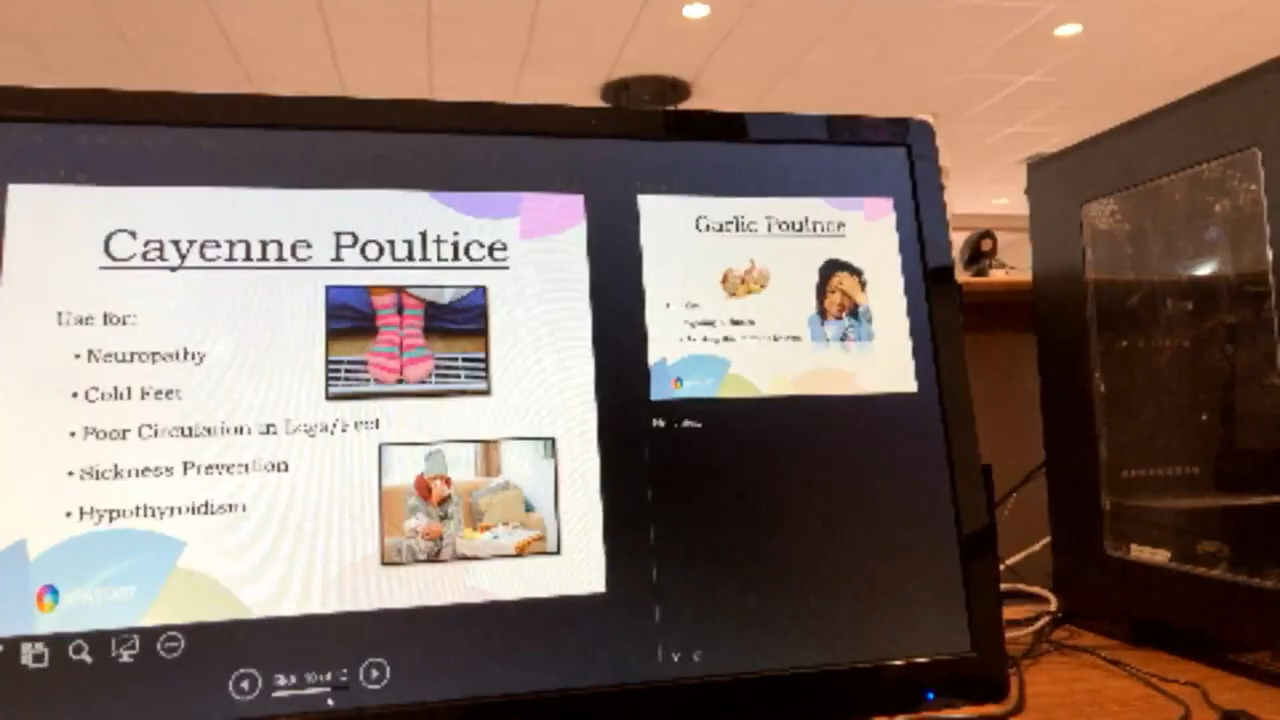 Cayenne Poultice
Use for:
• Neuropathy
• Cold Feet
• Poor Circulation in Legs/Feet
• Sickness Prevention
• Hypothyroidism
Garlic Poultice